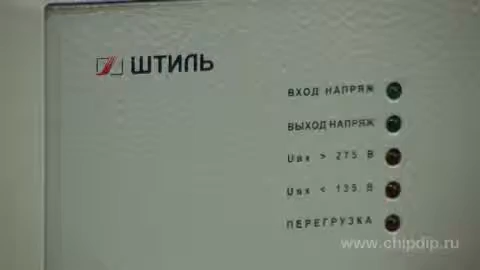 ШТИЛЬ
ВХОД НАПРЯЖ
ВЫХОД НАПРЯЖ
Uвх > 275 В
Uвх < 135 В
ПЕРЕГРУЗКА
www.chipdip.ru